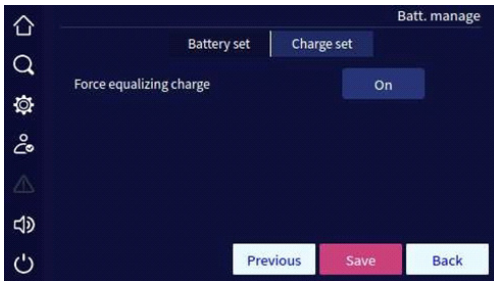 Batt. manage
Battery set Charge set
Force equalizing charge On
Previous Save Back